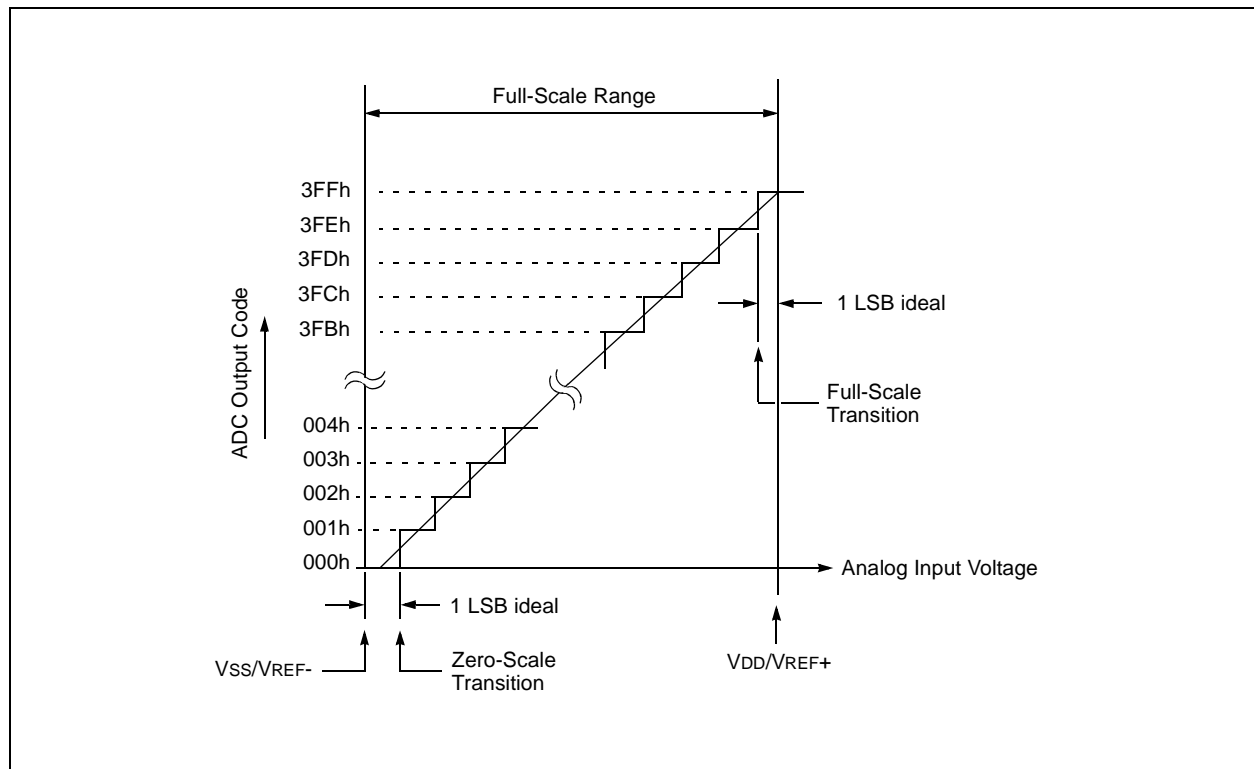 Full-Scale Range
3FFh
3FEh
3FDh
3FCh
3FBh
1 LSB ideal
Full-Scale
Transition
ADC Output Code
004h
003h
002h
001h
000h
Analog Input Voltage
1 LSB ideal
VSS/VREF-
Zero-Scale
Transition
VDD/VREF+